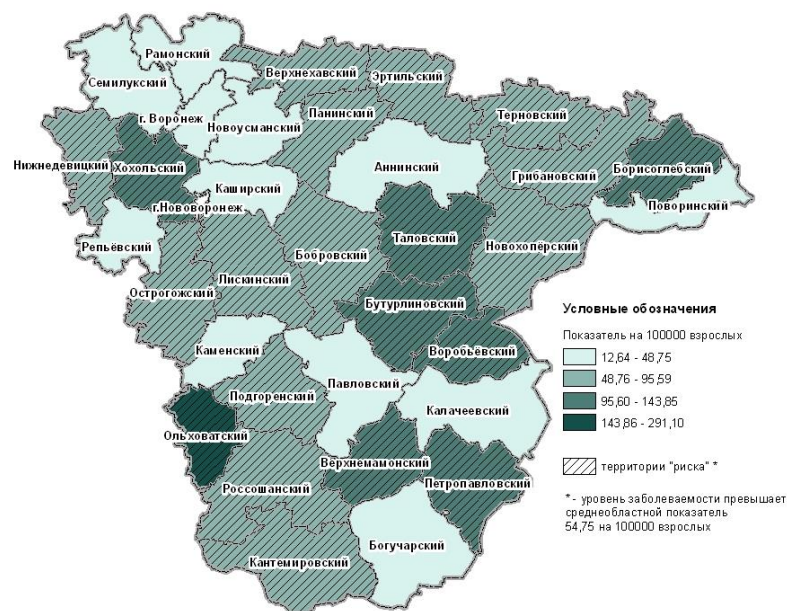 Рамонский
Семилукский
Верхнехавский
Эртильский
г. Воронеж
Новоусманский
Панинский
Терновский
Нижнедевицкий
Хохольский
Аннинский
Грибановский
Борисоглебский
Каширский
Поворинский
г.Нововоронеж
Репьёвский
Таловский
Новохопёрский
Бобровский
Лискинский
Острогожский
Бутурлиновский
Каменский
Воробьёвский
Павловский
Подгоренский
Калачеевский
Ольховатский
Верхнемамонский
Петропавловский
Россошанский
Богучарский
Кантемировский
Условные обозначения
Показатель на 100000 взрослых
12,64 - 48,75
48,76 - 95,59
95,60 - 143,85
143,86 - 291,10
территории "риска" *
* - уровень заболеваемости превышает
среднеобластной показатель
54,75 на 100000 взрослых